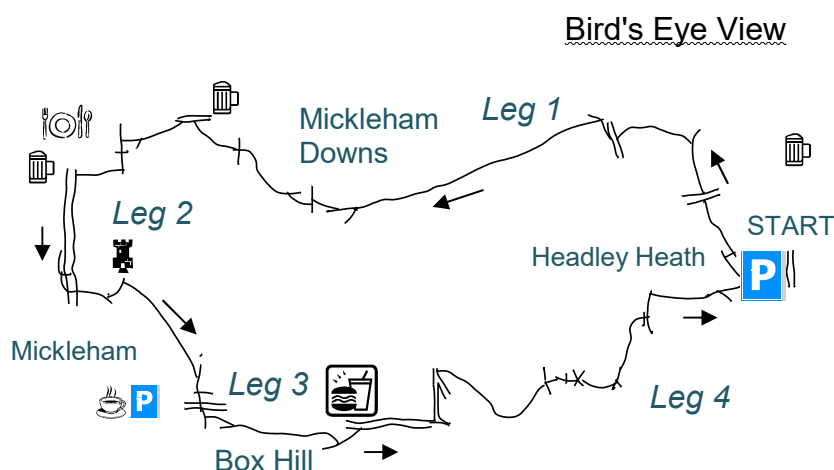 Bird's Eye View
Leg 1
Mickleham
Downs
Leg 2
START
Headley Heath
P
Mickleham
Leg 3
P
Leg 4
Box Hill